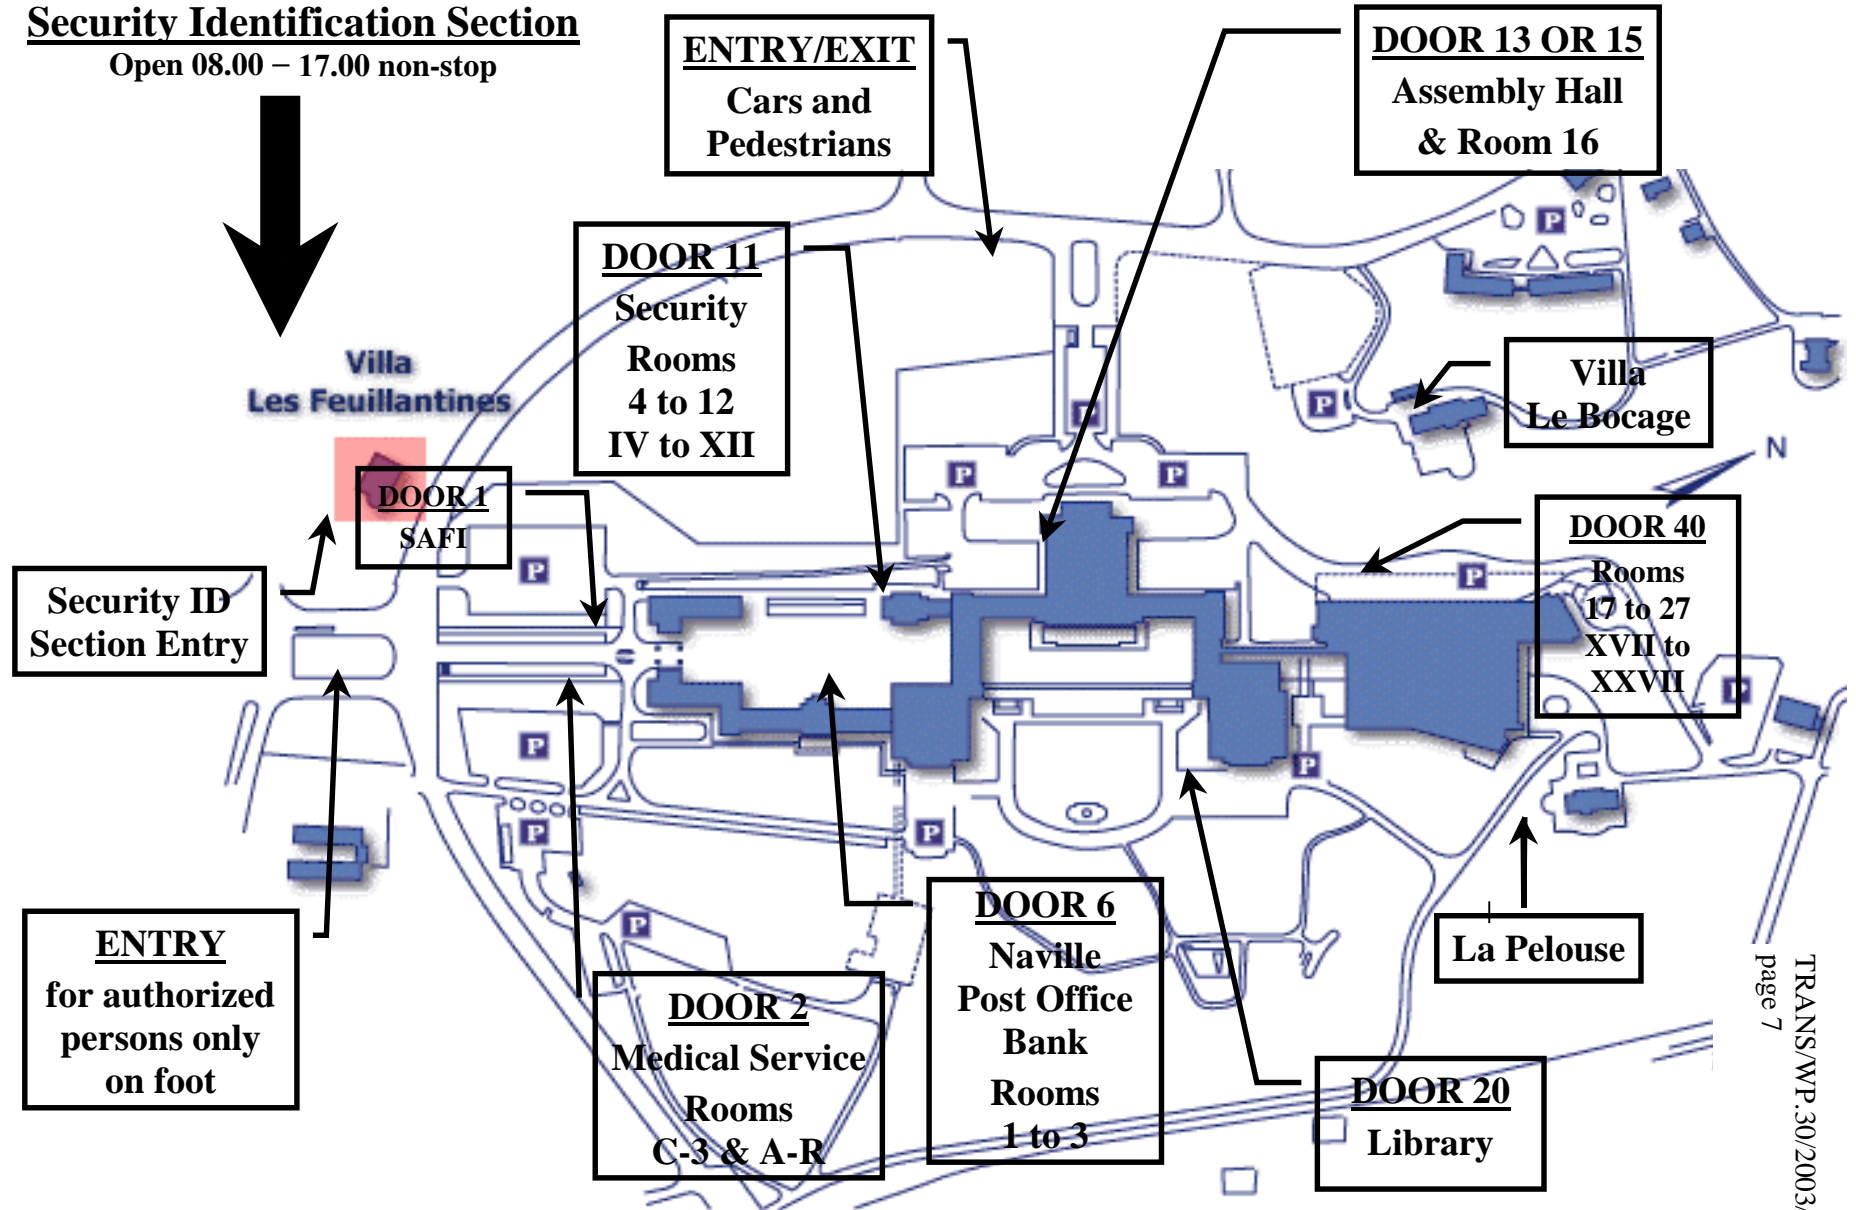 Security Identification Section
Open 08.00 – 17.00 non-stop
ENTRY/EXIT
Cars and
Pedestrians
DOOR 13 OR 15
Assembly Hall
& Room 16
P
DOOR 11
Security
Rooms
4 to 12
IV to XII
Villa
Les Feuillantines
Villa
Le Bocage
P
P
N
P
P
DOOR 1
SAFI
DOOR 40
Rooms
17 to 27
XVII to
XXVII
P
P
Security ID
Section Entry
P
P
P
P
P
P
ENTRY
for authorized
persons only
on foot
DOOR 2
Medical Service
Rooms
C-3 & A-R
DOOR 6
Naville
Post Office
Bank
Rooms
1 to 3
La Pelouse
DOOR 20
Library
TRANS/WP.30/2003/
page 7